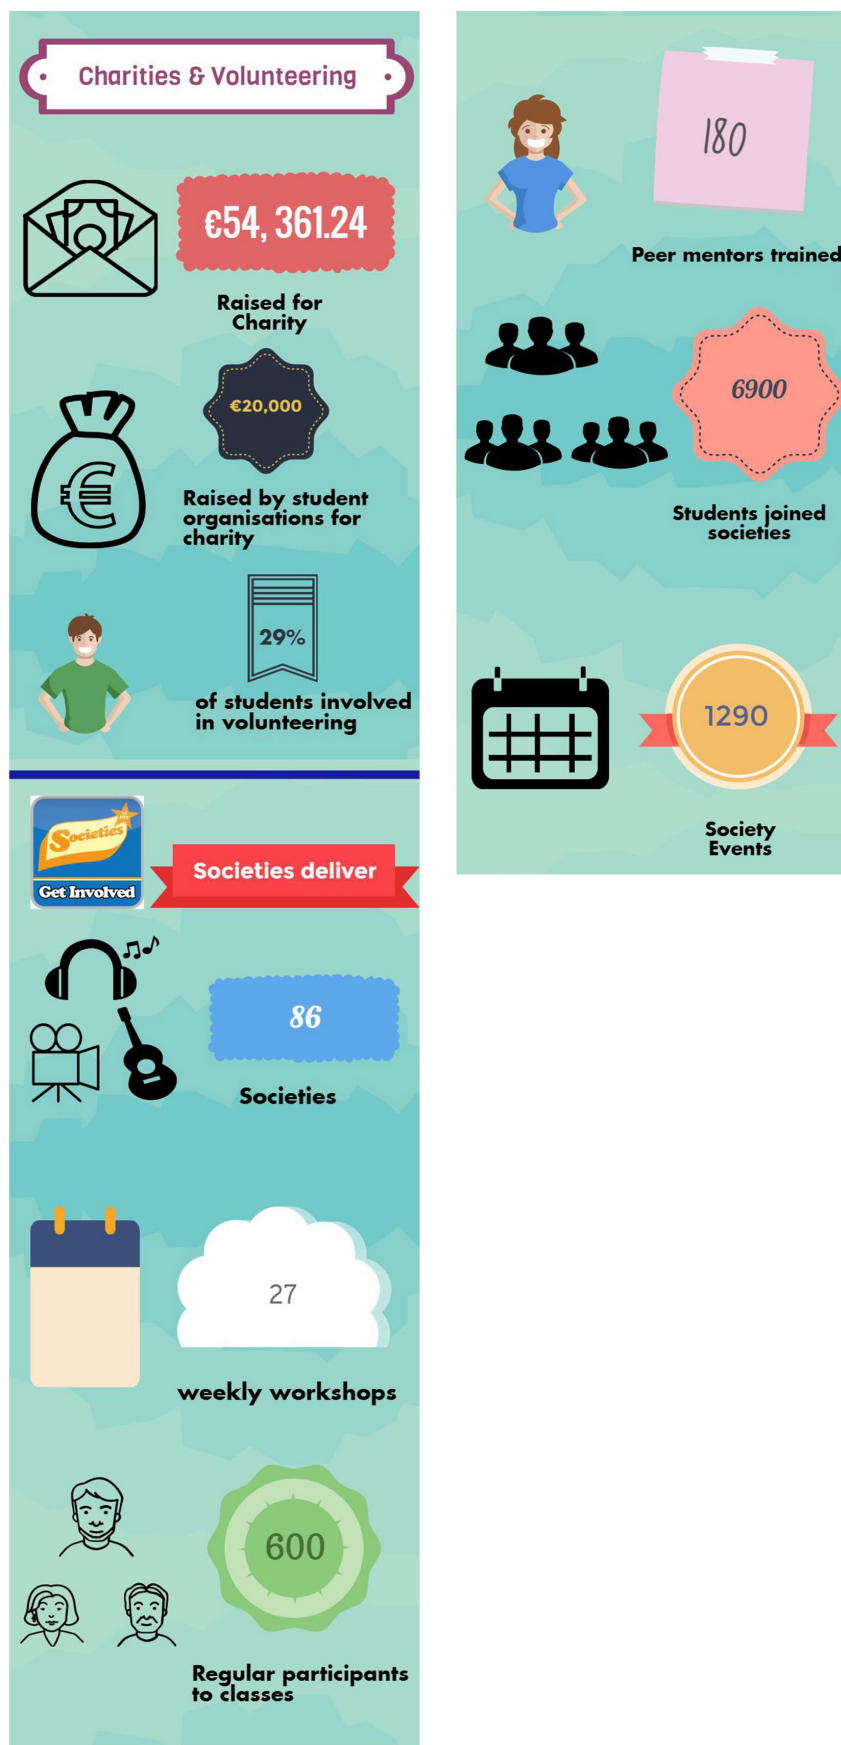 Charities & Volunteering
€54, 361.24
Raised for
Charity
€20,000
Raised by student
organisations for
charity
29%
of students involved
in volunteering
Societies
Get Involved
Societies deliver
86
Societies
27
weekly workshops
600
Regular participants
to classes
180
Peer mentors trained
6900
Students joined
societies
1290
Society
Events